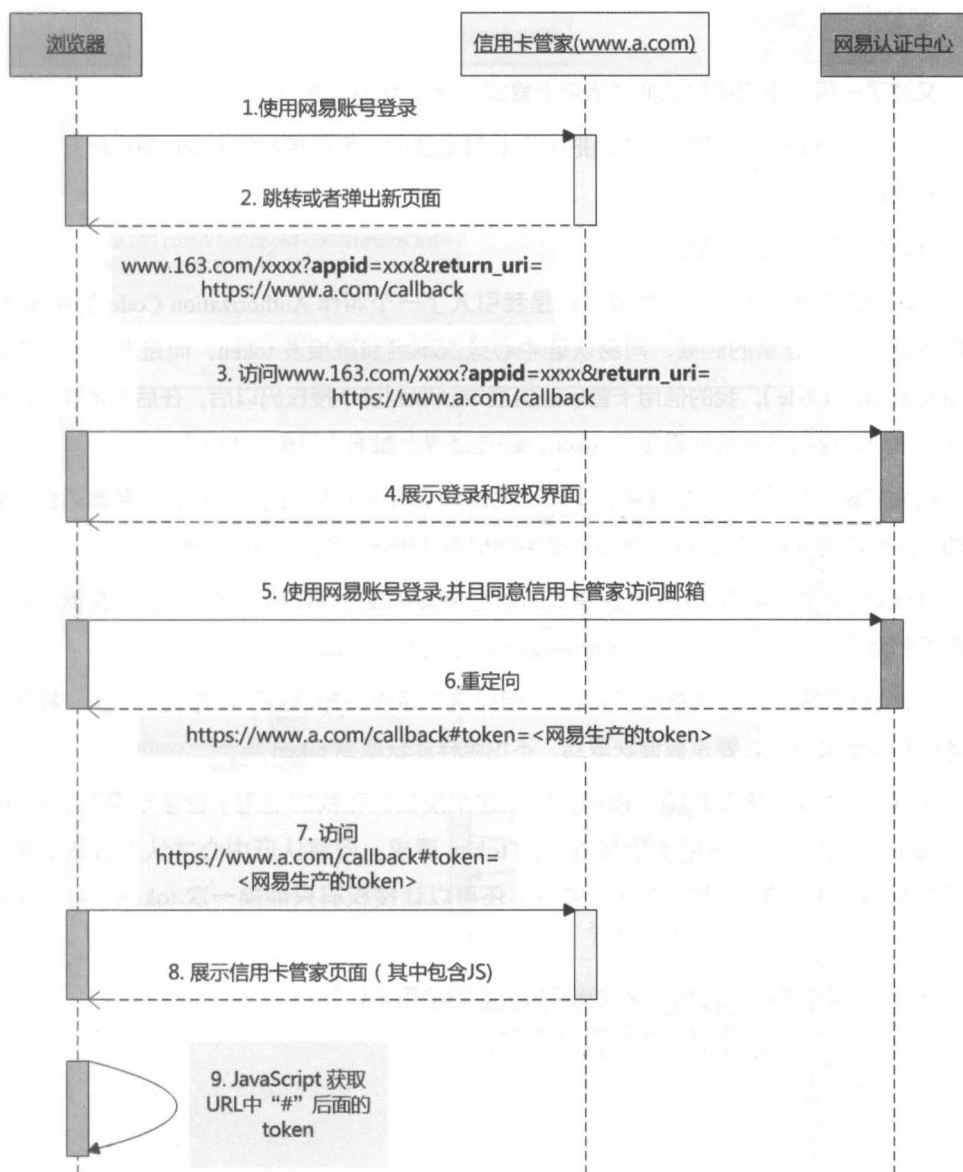 浏览器
信用卡管家(www.a.com)
网易认证中心
1.使用网易账号登录
2. 跳转或者弹出新页面
www.163.com/xxxx?appid=xxx&return_uri=
https://www.a.com/callback
3. 访问www.163.com/xxxx?appid=xxxx&return_uri=
https://www.a.com/callback
4.展示登录和授权界面
5. 使用网易账号登录,并且同意信用卡管家访问邮箱
6.重定向
https://www.a.com/callback#token=<网易生产的token>
7. 访问
https://www.a.com/callback#token=
<网易生产的token>
8. 展示信用卡管家页面（其中包含JS)
9. JavaScript 获取
URL中“#”后面的
token